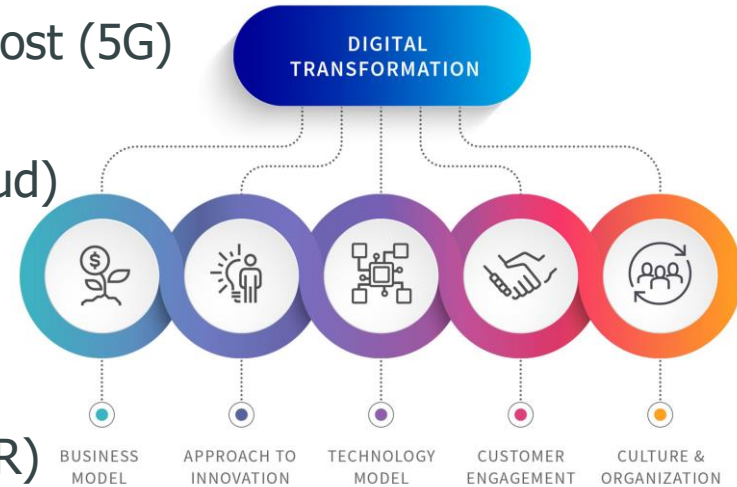 ost (5G)
ud)
R)
DIGITAL
TRANSFORMATION
$
BUSINESS
MODEL
APPROACH TO
INNOVATION
TECHNOLOGY
MODEL
CUSTOMER
ENGAGEMENT
CULTURE &
ORGANIZATION